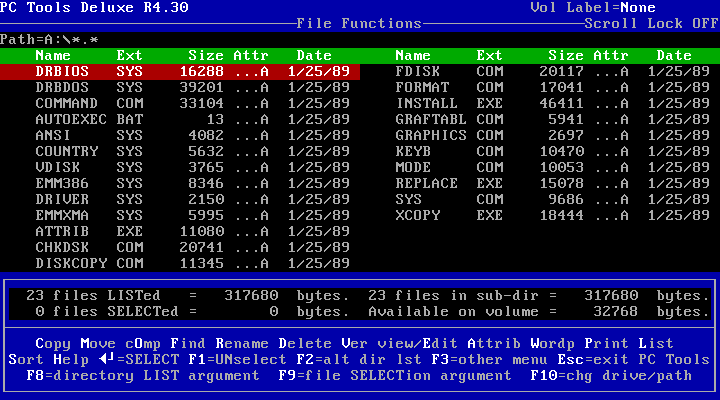 PC Tools Deluxe R4.30 Vol Label=None
File Functions Scroll Lock OFF
Path=A:\*.*
Name Ext Size Attr Date Name Ext Size Attr Date
DRBIOS SYS 16288 ...A 1/25/89 FDISK COM 20117 ...A 1/25/89
DRBDOS SYS 39201 ...A 1/25/89 FORMAT COM 17041 ...A 1/25/89
COMMAND COM 33104 ...A 1/25/89 INSTALL EXE 46411 ...A 1/25/89
AUTOEXEC BAT 13 ...A 1/25/89 GRAFTABL COM 5941 ...A 1/25/89
ANSI SYS 4082 ...A 1/25/89 GRAPHICS COM 2697 ...A 1/25/89
COUNTRY SYS 5632 ...A 1/25/89 KEYB COM 10470 ...A 1/25/89
VDISK SYS 3765 ...A 1/25/89 MODE COM 10053 ...A 1/25/89
EMM386 SYS 8346 ...A 1/25/89 REPLACE EXE 15078 ...A 1/25/89
DRIVER SYS 2150 ...A 1/25/89 SYS COM 9686 ...A 1/25/89
EMMXMA SYS 5995 ...A 1/25/89 XCOPY EXE 18444 ...A 1/25/89
ATTRIB EXE 11080 ...A 1/25/89
CHKDSK COM 20741 ...A 1/25/89
DISKCOPY COM 11345 ...A 1/25/89
23 files LISTed = 317680 bytes. 23 files in sub-dir = 317680 bytes.
0 files SELECTed = 0 bytes. Available on volume = 32768 bytes.
Copy Move cOmp Find Rename Delete Ver view/Edit Attrib Wordp Print List
Sort Help ◄┘=SELECT F1=UNselect F2=alt dir lst F3=other menu Esc=exit PC Tools
F8=directory LIST argument F9=file SELECTion argument F10=chg drive/path